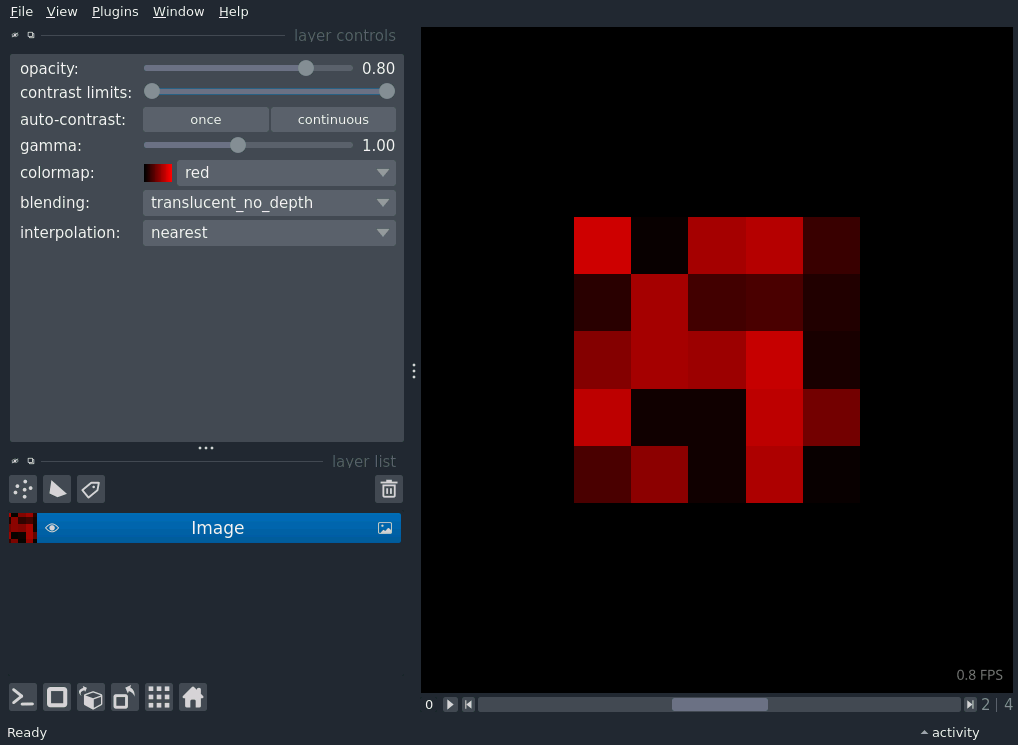 File View Plugins Window Help
layer controls
opacity: 0.80
contrast limits:
auto-contrast: once continuous
gamma: 1.00
colormap: red
blending: translucent_no_depth
interpolation: nearest
layer list
Image
0.8 FPS
0 2 | 4
Ready activity